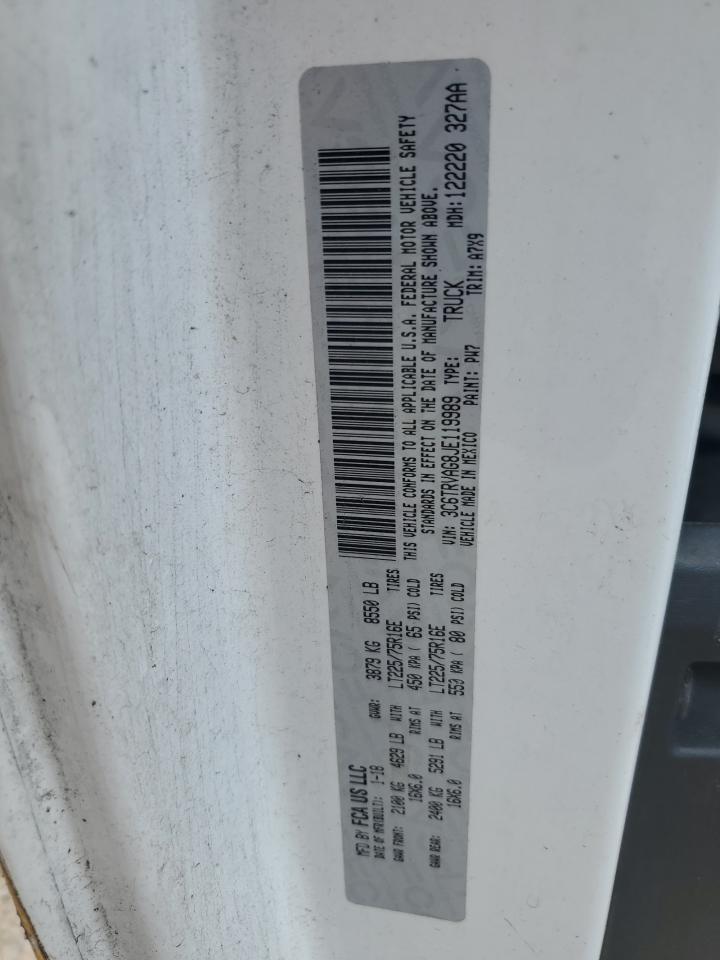 MFD BY FCA US LLC
DATE OF MFR(BUILT): 1-18 GVWR: 3879 KG 8550 LB
GAWR FRONT: 2100 KG 4629 LB WITH LT225/75R16E TIRES
16X6.0 RIMS AT 450 KPA ( 65 PSI) COLD
GAWR REAR: 2400 KG 5291 LB WITH LT225/75R16E TIRES
16X6.0 RIMS AT 550 KPA ( 80 PSI) COLD
THIS VEHICLE CONFORMS TO ALL APPLICABLE U.S.A. FEDERAL MOTOR VEHICLE SAFETY
STANDARDS IN EFFECT ON THE DATE OF MANUFACTURE SHOWN ABOVE.
VIN: 3C6TRVAG8JE119989 TYPE: TRUCK MDH:122220 327AA
VEHICLE MADE IN MEXICO PAINT: PW7 TRIM: A7X9